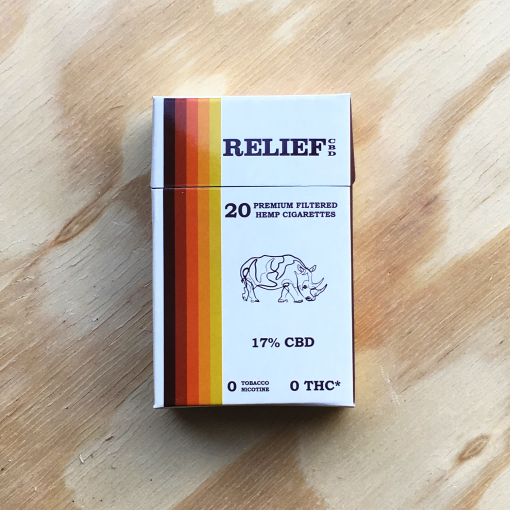 RELIEF CBD
20 PREMIUM FILTERED
HEMP CIGARETTES
17% CBD
0 TOBACCO
NICOTINE
0 THC*